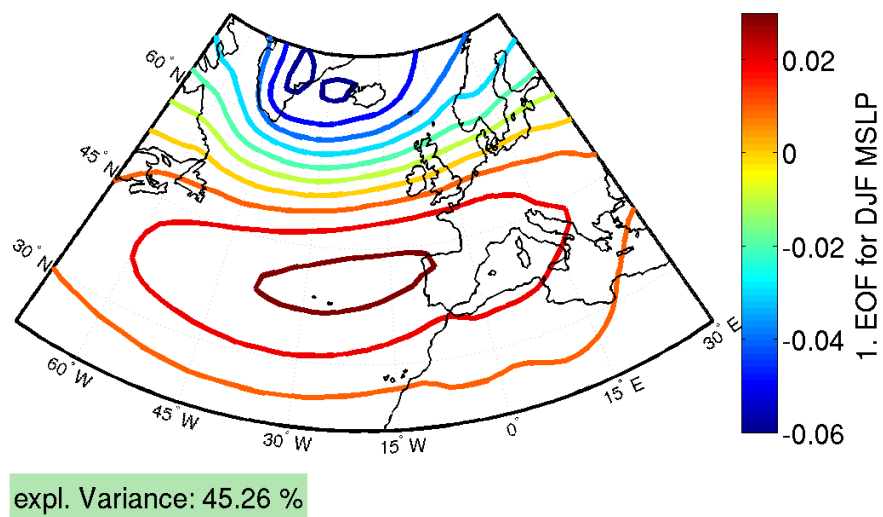 60° N
45° N
30° N
60° W
45° W
30° W
15° W
0°
15° E
30° E
0.02
0
-0.02
-0.04
-0.06
1. EOF for DJF MSLP
expl. Variance: 45.26 %